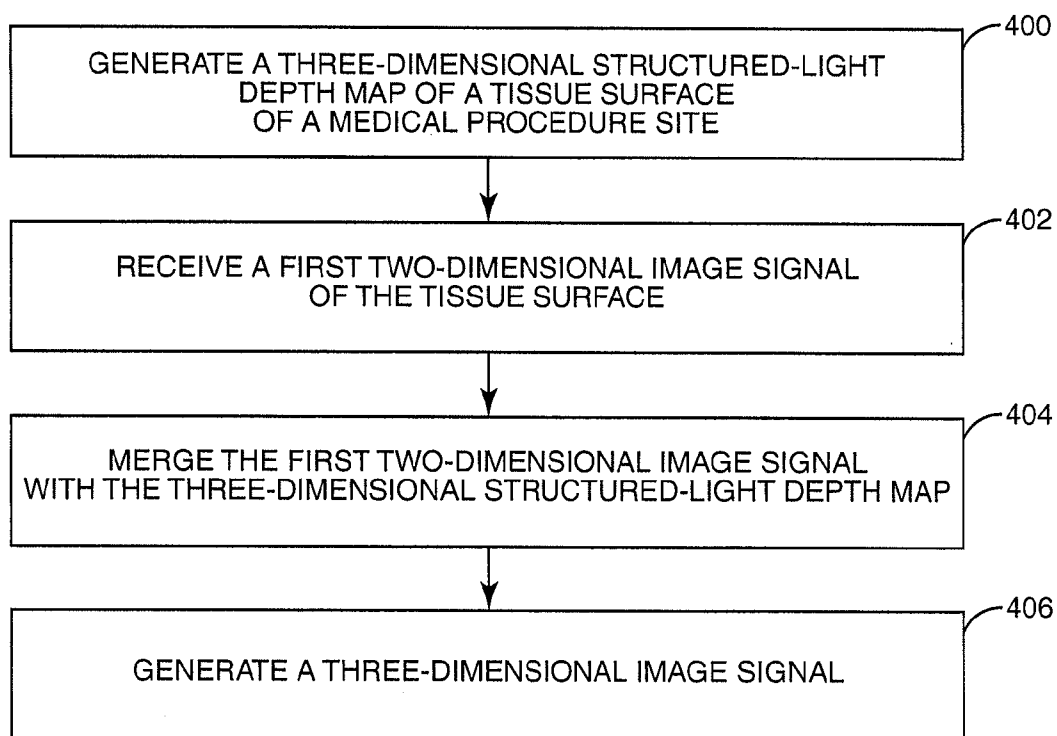 400
GENERATE A THREE-DIMENSIONAL STRUCTURED-LIGHT
DEPTH MAP OF A TISSUE SURFACE
OF A MEDICAL PROCEDURE SITE
402
RECEIVE A FIRST TWO-DIMENSIONAL IMAGE SIGNAL
OF THE TISSUE SURFACE
404
MERGE THE FIRST TWO-DIMENSIONAL IMAGE SIGNAL
WITH THE THREE-DIMENSIONAL STRUCTURED-LIGHT DEPTH MAP
406
GENERATE A THREE-DIMENSIONAL IMAGE SIGNAL